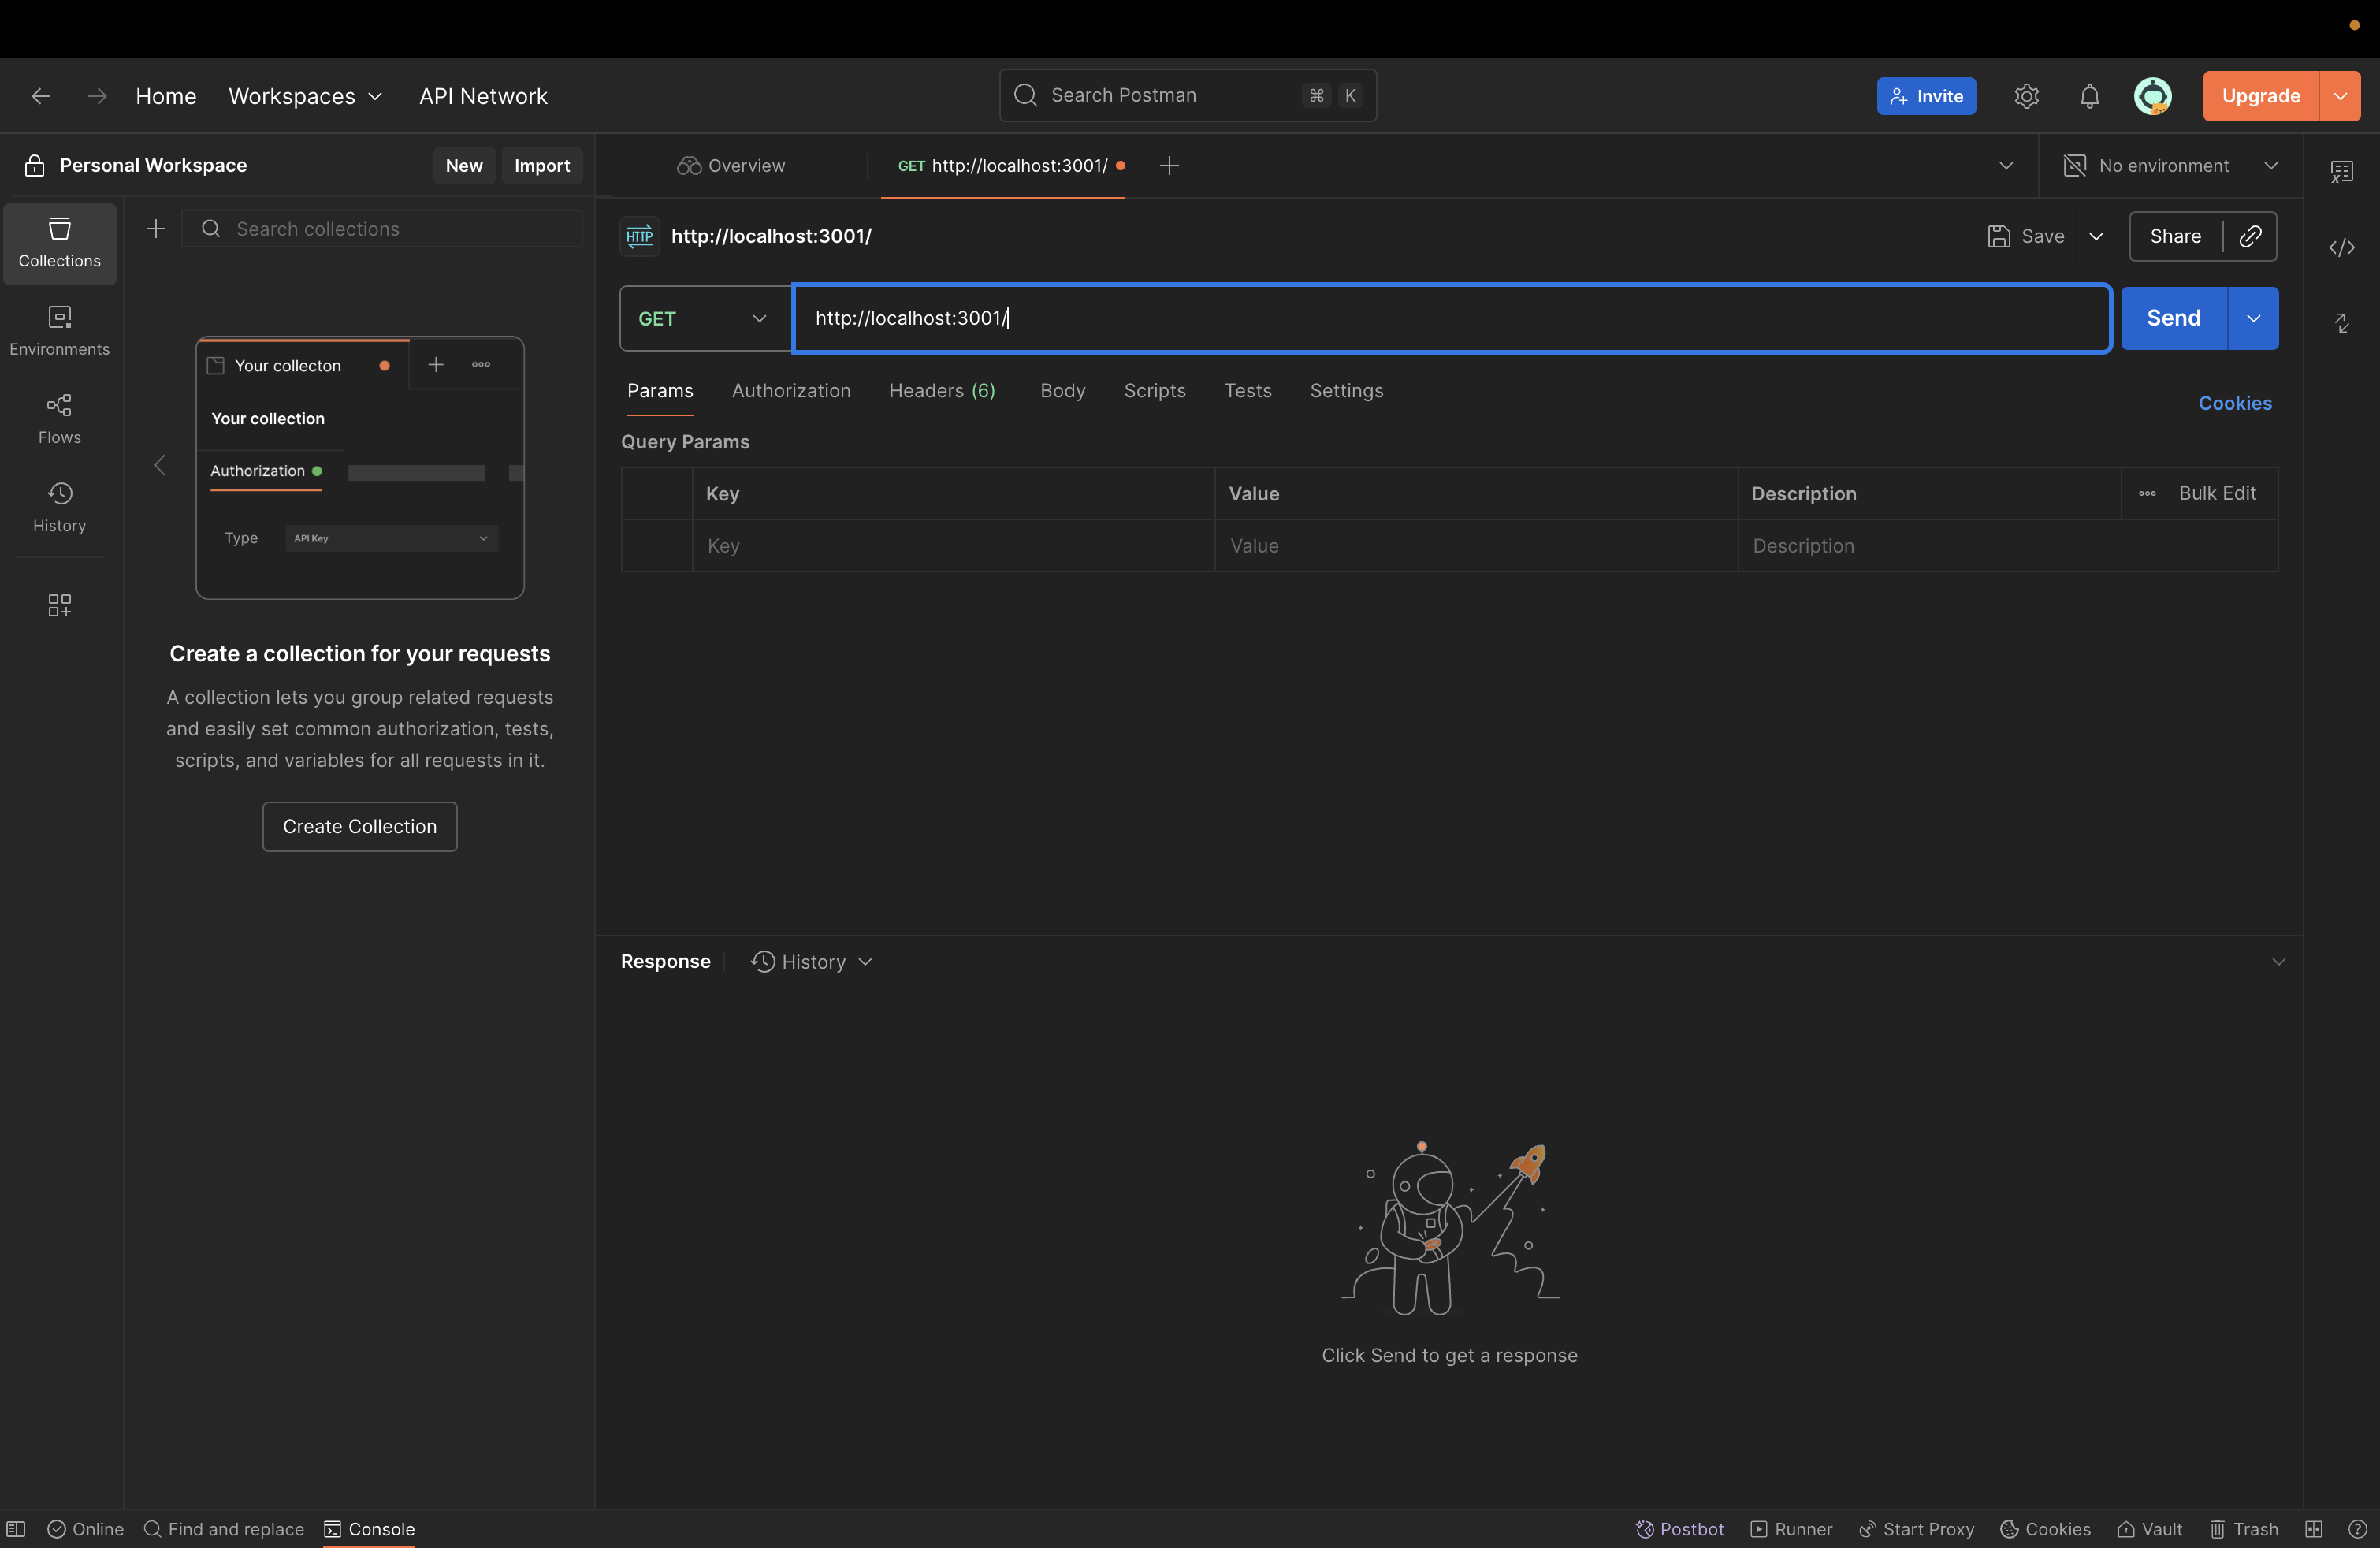 Home Workspaces API Network
Search Postman ⌘ K
Invite
Upgrade
Personal Workspace New Import
Overview
GET http://localhost:3001/
No environment
Collections
Environments
Flows
History
Search collections
Your collecton
Your collection
Authorization
Type API Key
Create a collection for your requests
A collection lets you group related requests
and easily set common authorization, tests,
scripts, and variables for all requests in it.
Create Collection
HTTP http://localhost:3001/
Save Share
GET http://localhost:3001/ Send
Params Authorization Headers (6) Body Scripts Tests Settings
Cookies
Query Params
Key Value Description Bulk Edit
Key Value Description
Response History
Click Send to get a response
Online Find and replace Console
Postbot Runner Start Proxy Cookies Vault Trash